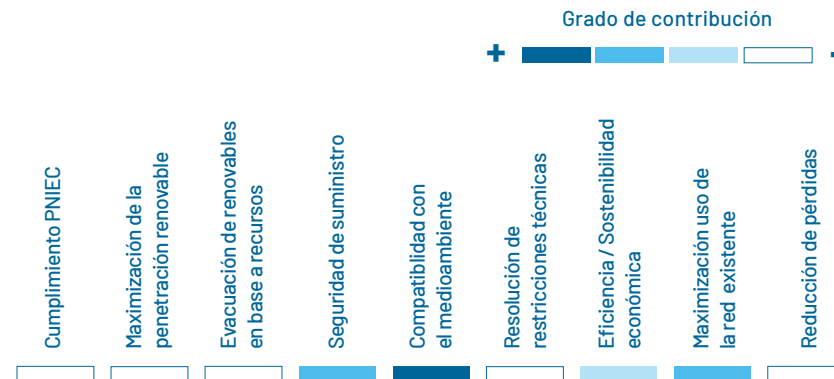 Grado de contribución
+
-
Cumplimiento PNIEC
Maximización de la
penetración renovable
Evacuación de renovables
en base a recursos
Seguridad de suministro
Compatiblidad con
el medioambiente
Resolución de
restricciones técnicas
Eficiencia / Sostenibilidad
económica
Maximización uso de
la red existente
Reducción de pérdidas